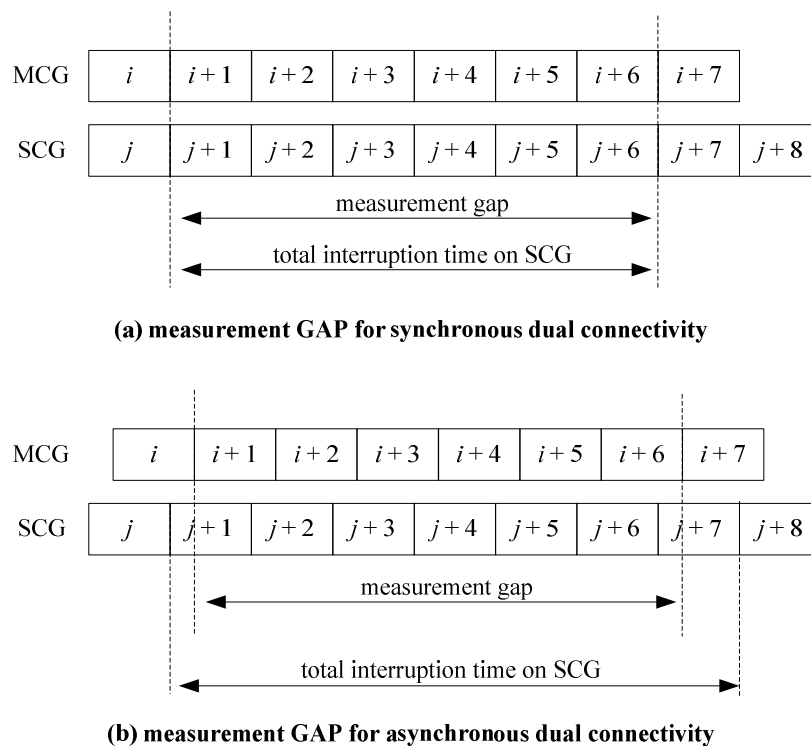 MCG i i + 1 i + 2 i + 3 i + 4 i + 5 i + 6 i + 7
SCG j j + 1 j + 2 j + 3 j + 4 j + 5 j + 6 j + 7 j + 8
measurement gap
total interruption time on SCG
(a) measurement GAP for synchronous dual connectivity
MCG i i + 1 i + 2 i + 3 i + 4 i + 5 i + 6 i + 7
SCG j j + 1 j + 2 j + 3 j + 4 j + 5 j + 6 j + 7 j + 8
measurement gap
total interruption time on SCG
(b) measurement GAP for asynchronous dual connectivity